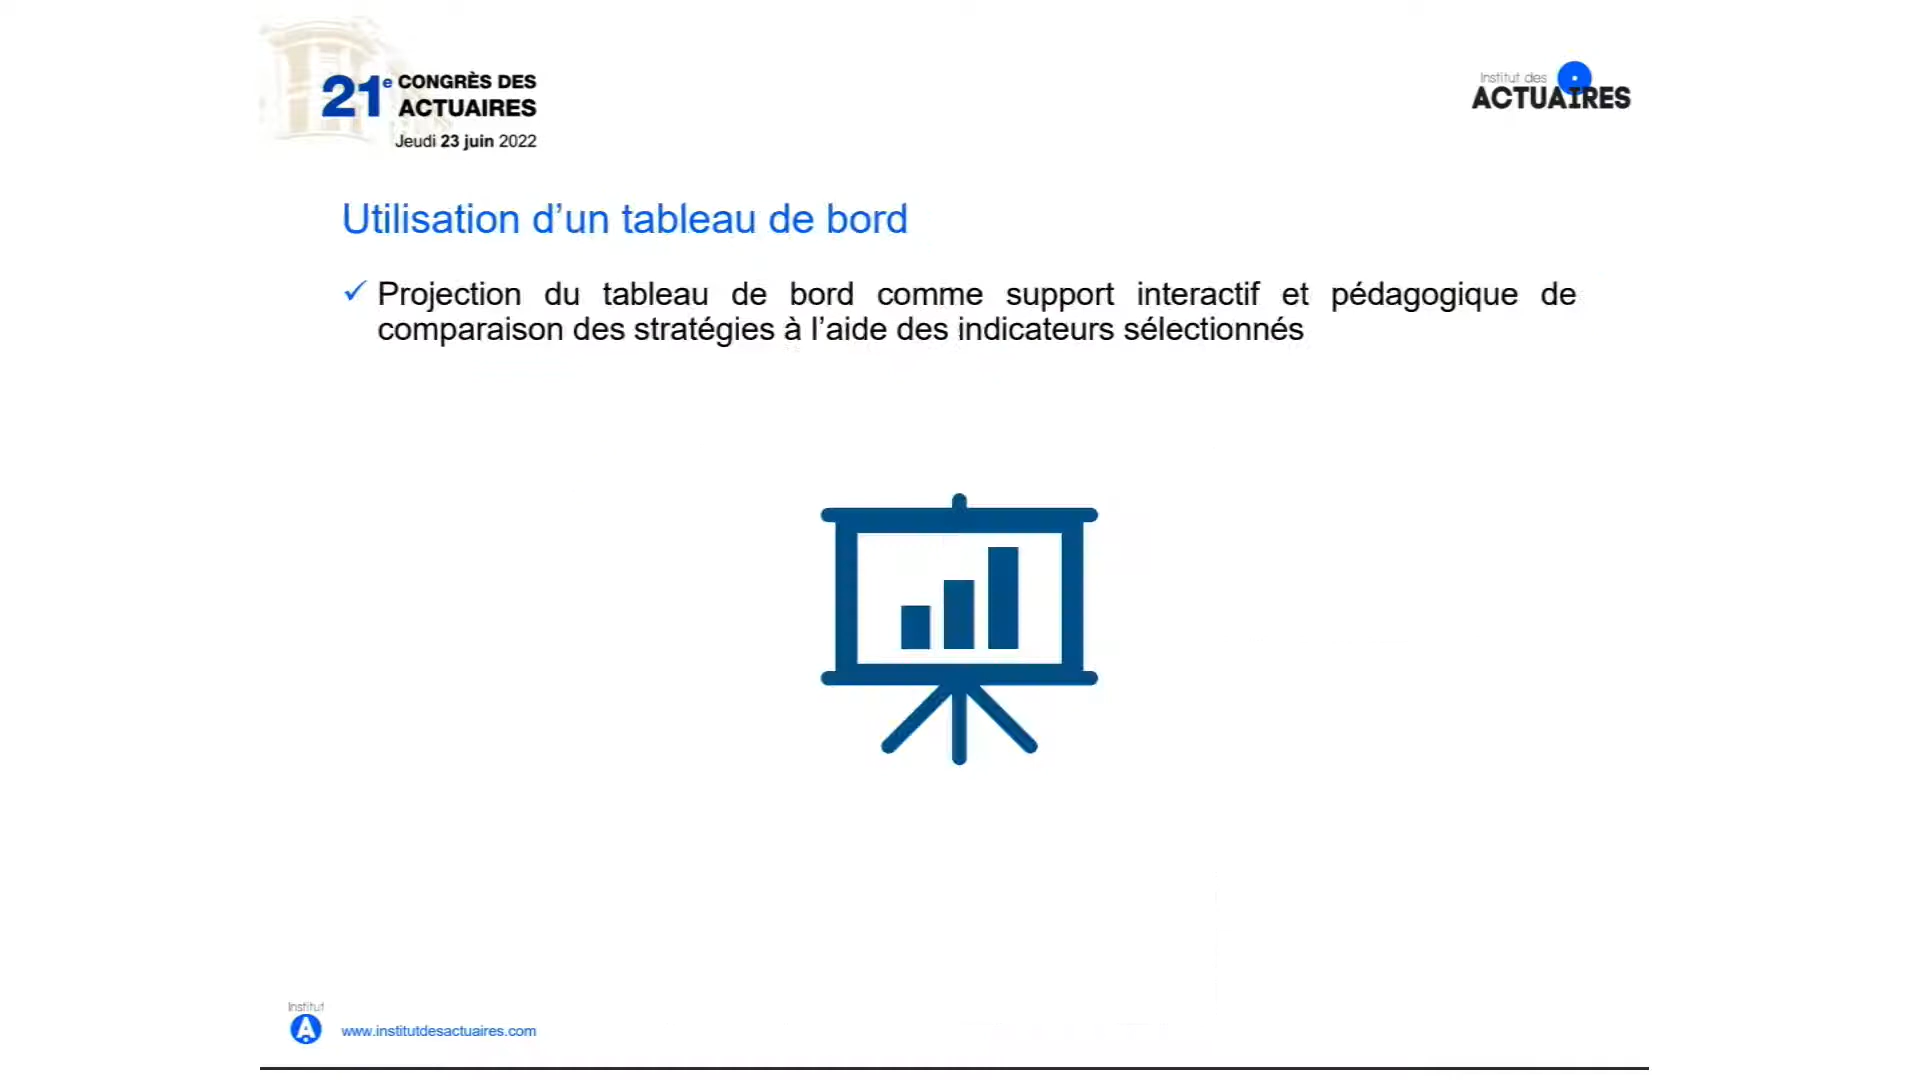 21e CONGRÈS DES
ACTUAIRES
Jeudi 23 juin 2022
Institut des
ACTUAIRES
Utilisation d’un tableau de bord
✓ Projection du tableau de bord comme support interactif et pédagogique de
comparaison des stratégies à l’aide des indicateurs sélectionnés
Institut
A
www.institutdesactuaires.com